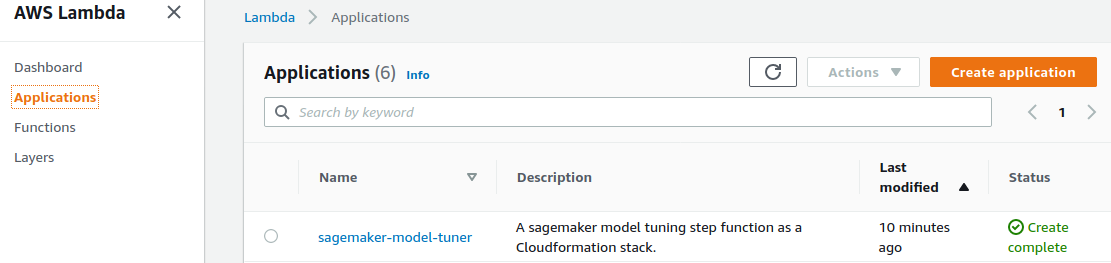 AWS Lambda
Dashboard
Applications
Functions
Layers
Lambda > Applications
Applications (6) Info
Actions
Create application
Search by keyword
1
Name
Description
Last modified
Status
sagemaker-model-tuner
A sagemaker model tuning step function as a
Cloudformation stack.
10 minutes
ago
Create
complete